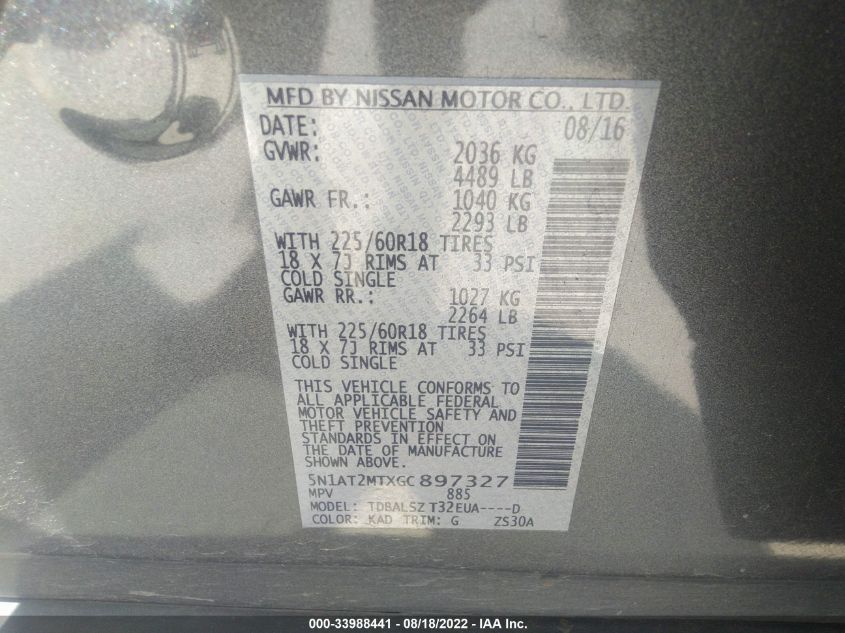 MFD BY NISSAN MOTOR CO., LTD.
DATE: 08/16
GVWR: 2036 KG
4489 LB
GAWR FR.: 1040 KG
2293 LB
WITH 225/60R18 TIRES
18 X 7J RIMS AT 33 PSI
COLD SINGLE
GAWR RR.: 1027 KG
2264 LB
WITH 225/60R18 TIRES
18 X 7J RIMS AT 33 PSI
COLD SINGLE
THIS VEHICLE CONFORMS TO
ALL APPLICABLE FEDERAL
MOTOR VEHICLE SAFETY AND
THEFT PREVENTION
STANDARDS IN EFFECT ON
THE DATE OF MANUFACTURE
SHOWN ABOVE.
5N1AT2MTXGC897327
MPV 885
MODEL: TDBALSZ T32EUA----D
COLOR: KAD TRIM: G ZS30A
000-33988441 - 08/18/2022 - IAA Inc.